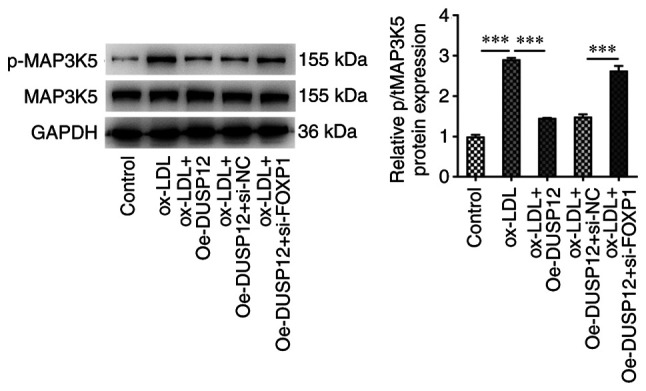 p-MAP3K5
155 kDa
MAP3K5
155 kDa
GAPDH
36 kDa
Control
ox-LDL
ox-LDL+
Oe-DUSP12
ox-LDL+
Oe-DUSP12+si-NC
ox-LDL+
Oe-DUSP12+si-FOXP1
Relative p/tMAP3K5
protein expression
4
3
2
1
0
***
***
***
Control
ox-LDL
ox-LDL+
Oe-DUSP12
ox-LDL+
Oe-DUSP12+si-NC
ox-LDL+
Oe-DUSP12+si-FOXP1